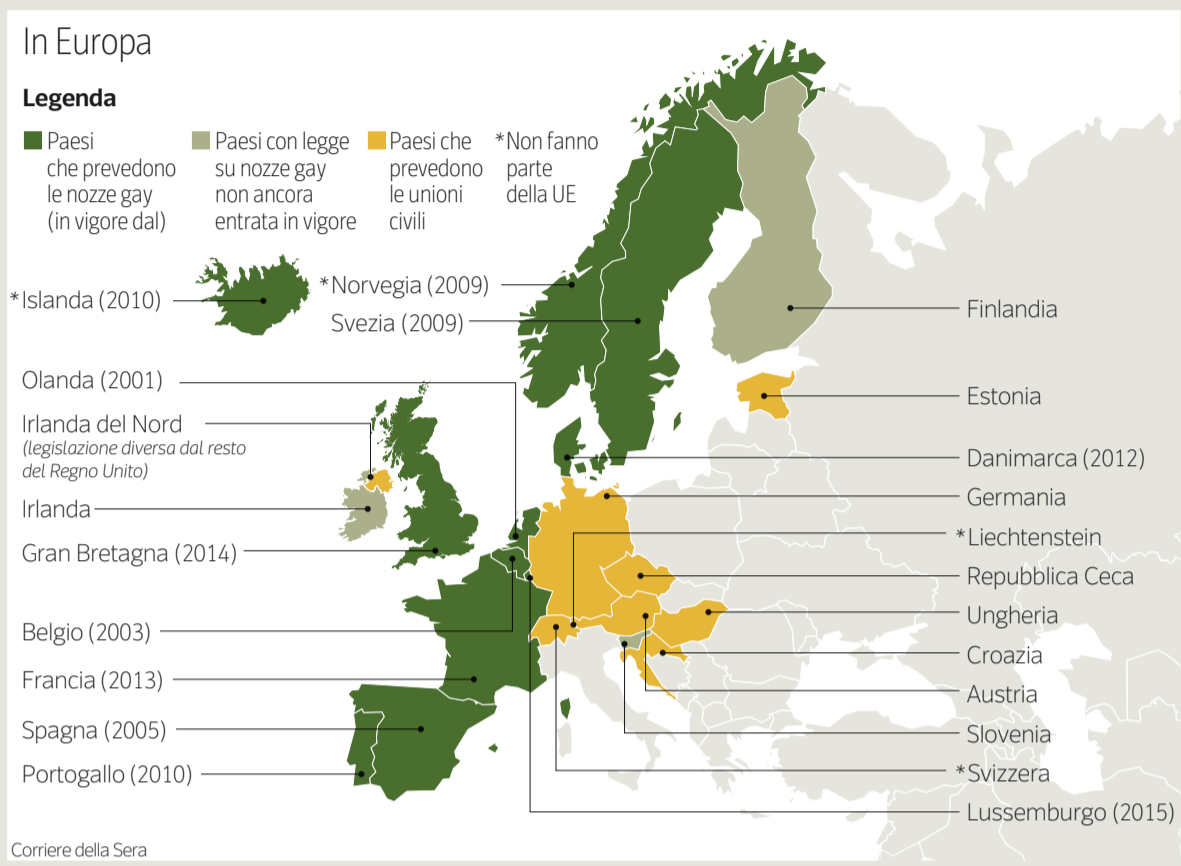 In Europa
Legenda
Paesi
che prevedono
le nozze gay
(in vigore dal)
Paesi con legge
su nozze gay
non ancora
entrata in vigore
Paesi che
prevedono
le unioni
civili
*Non fanno
parte
della UE
*Islanda (2010)
*Norvegia (2009)
Svezia (2009)
Olanda (2001)
Irlanda del Nord
(legislazione diversa dal resto
del Regno Unito)
Irlanda
Gran Bretagna (2014)
Belgio (2003)
Francia (2013)
Spagna (2005)
Portogallo (2010)
Finlandia
Estonia
Danimarca (2012)
Germania
*Liechtenstein
Repubblica Ceca
Ungheria
Croazia
Austria
Slovenia
*Svizzera
Lussemburgo (2015)
Corriere della Sera